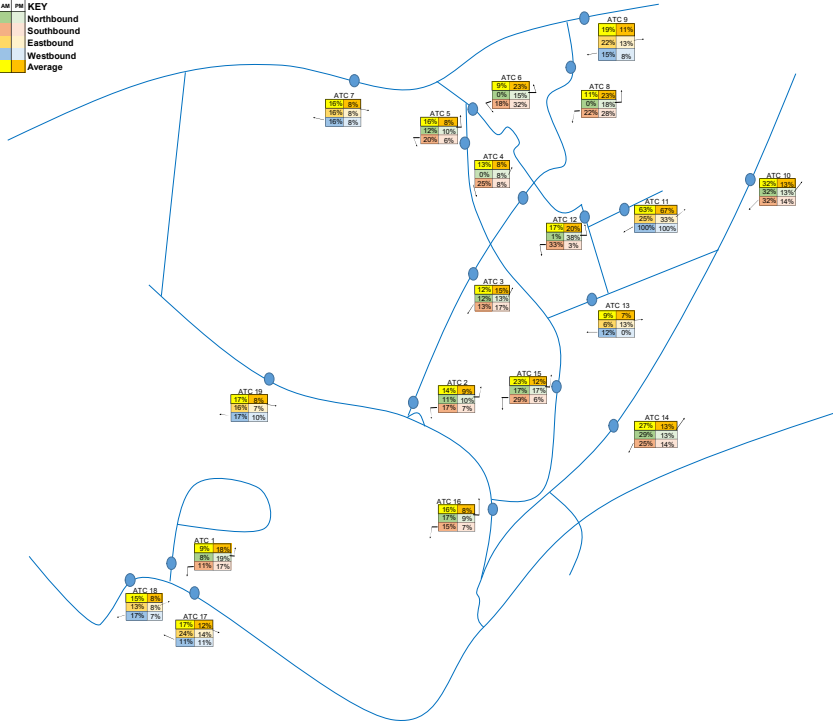 AM PM KEY
Northbound
Southbound
Eastbound
Westbound
Average
ATC 9
19% 11%
22% 13%
15% 8%
ATC 6
9% 23%
0% 15%
18% 32%
ATC 8
11% 23%
0% 18%
22% 28%
ATC 7
16% 8%
16% 8%
16% 8%
ATC 5
16% 8%
12% 10%
20% 6%
ATC 4
13% 8%
0% 8%
25% 8%
ATC 10
32% 13%
32% 13%
32% 14%
ATC 11
63% 67%
25% 33%
100% 100%
ATC 12
17% 20%
1% 38%
33% 3%
ATC 3
12% 15%
12% 13%
13% 17%
ATC 13
9% 7%
6% 13%
12% 0%
ATC 15
23% 12%
17% 17%
29% 6%
ATC 2
14% 9%
11% 10%
17% 7%
ATC 19
17% 8%
16% 7%
17% 10%
ATC 14
27% 13%
29% 13%
25% 14%
ATC 16
16% 8%
17% 9%
15% 7%
ATC 1
9% 18%
8% 19%
11% 17%
ATC 18
15% 8%
13% 8%
17% 7%
ATC 17
17% 12%
24% 14%
11% 11%